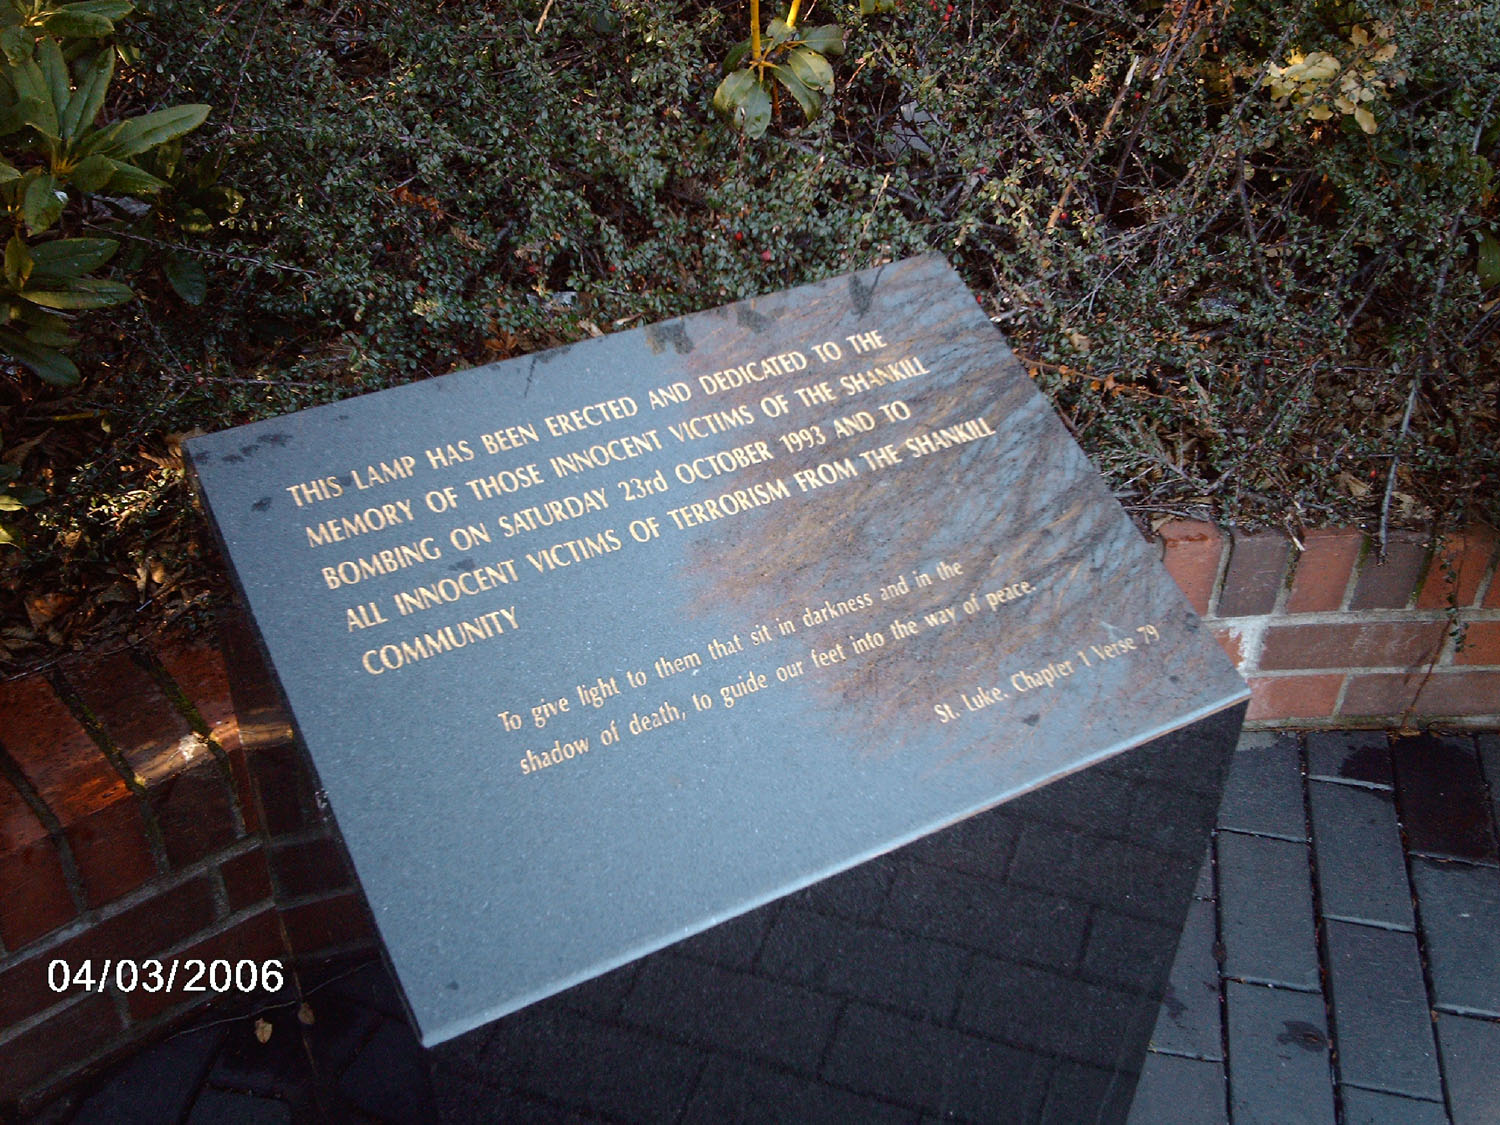 THIS LAMP HAS BEEN ERECTED AND DEDICATED TO THE
MEMORY OF THOSE INNOCENT VICTIMS OF THE SHANKILL
BOMBING ON SATURDAY 23rd OCTOBER 1993 AND TO
ALL INNOCENT VICTIMS OF TERRORISM FROM THE SHANKILL
COMMUNITY
To give light to them that sit in darkness and in the
shadow of death, to guide our feet into the way of peace.
St. Luke. Chapter 1 Verse 79
04/03/2006